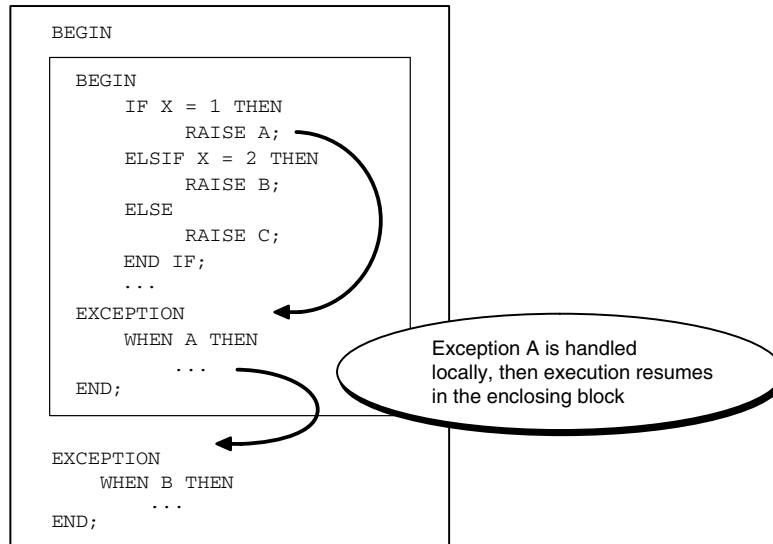 BEGIN
BEGIN
IF X = 1 THEN
RAISE A;
ELSIF X = 2 THEN
RAISE B;
ELSE
RAISE C;
END IF;
...
EXCEPTION
WHEN A THEN
...
END;
Exception A is handled
locally, then execution resumes
in the enclosing block
EXCEPTION
WHEN B THEN
...
END;